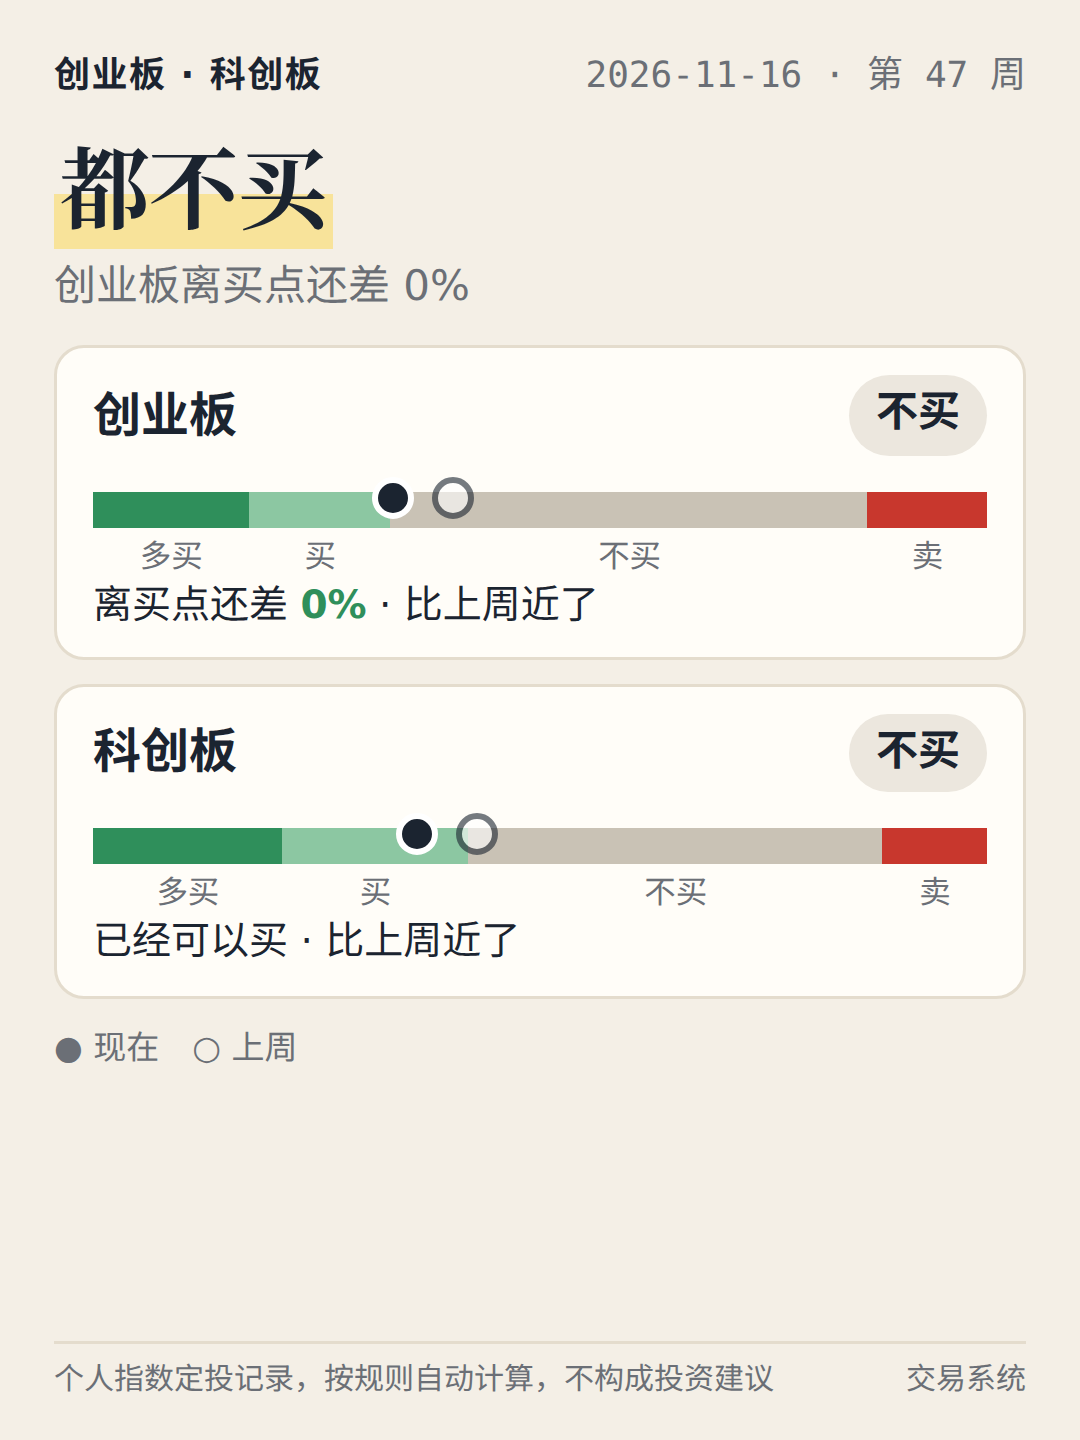 创业板 · 科创板
2026-11-16 · 第 47 周
都不买
创业板离买点还差 0%
创业板
不买
多买 买 不买 卖
离买点还差 0% · 比上周近了
科创板
不买
多买 买 不买 卖
已经可以买 · 比上周近了
● 现在 ○ 上周
个人指数定投记录，按规则自动计算，不构成投资建议
交易系统